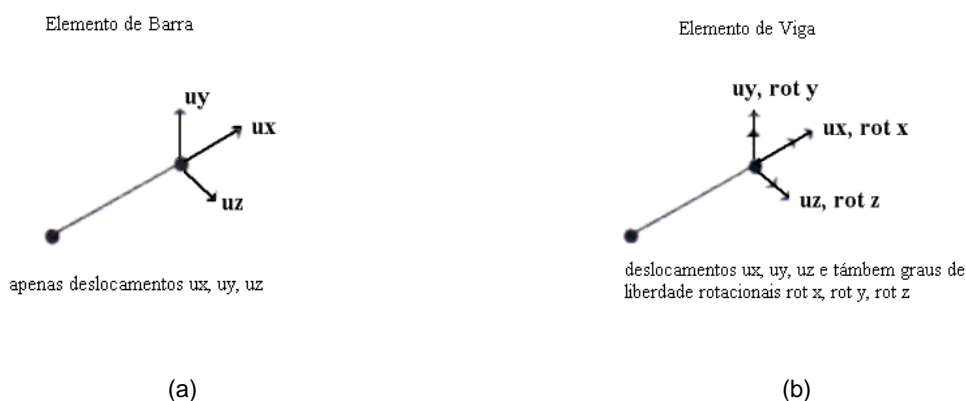 Elemento de Barra
uy
ux
uz
apenas deslocamentos ux, uy, uz
(a)
Elemento de Viga
uy, rot y
ux, rot x
uz, rot z
deslocamentos ux, uy, uz e támbem graus de
liberdade rotacionais rot x, rot y, rot z
(b)